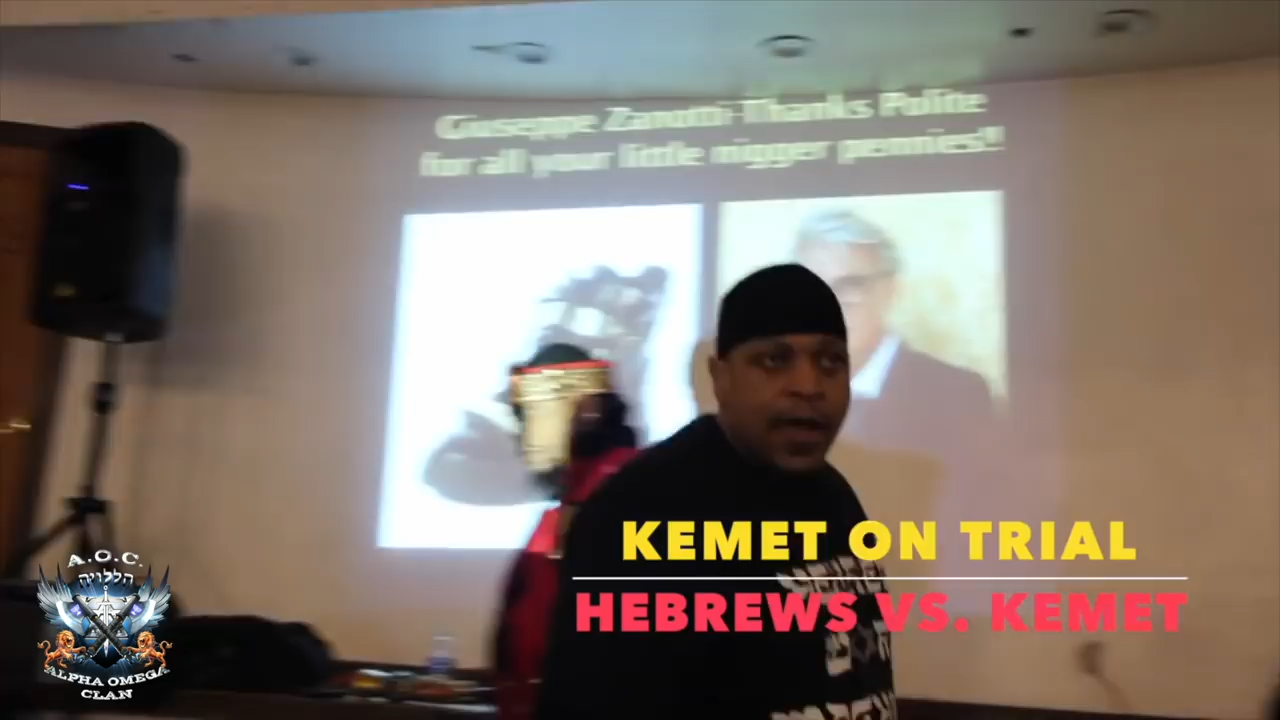 Giuseppe Zanotti-Thanks Polite
for all your little nigger pennies!!
KEMET ON TRIAL
HEBREWS VS. KEMET
A.O.C.
הללויה
ALPHA OMEGA
CLAN